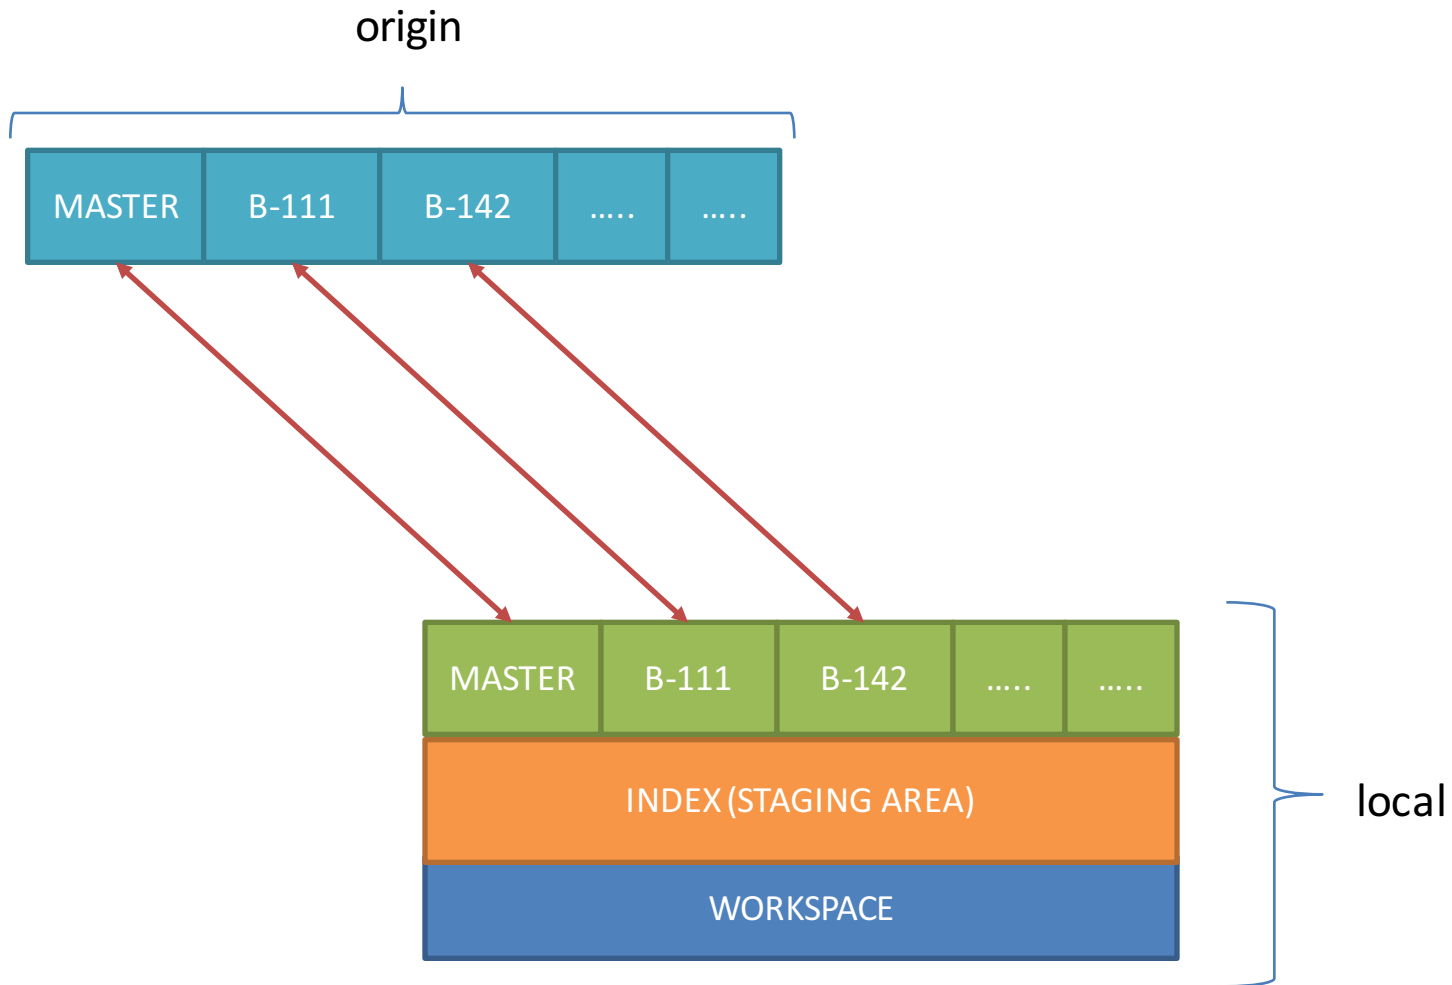 origin
MASTER B-111 B-142 ..... .....
MASTER B-111 B-142 ..... .....
INDEX (STAGING AREA)
local
WORKSPACE